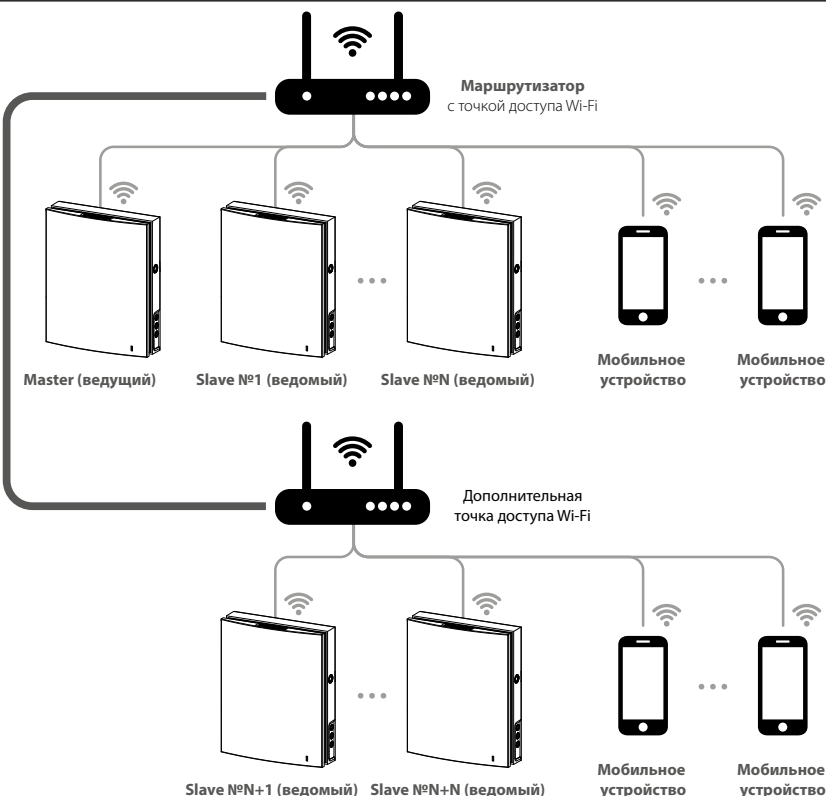 Маршрутизатор
с точкой доступа Wi-Fi
Master (ведущий)
Slave №1 (ведомый)
Slave №N (ведомый)
Мобильное
устройство
Мобильное
устройство
Дополнительная
точка доступа Wi-Fi
Slave №N+1 (ведомый)
Slave №N+N (ведомый)
Мобильное
устройство
Мобильное
устройство